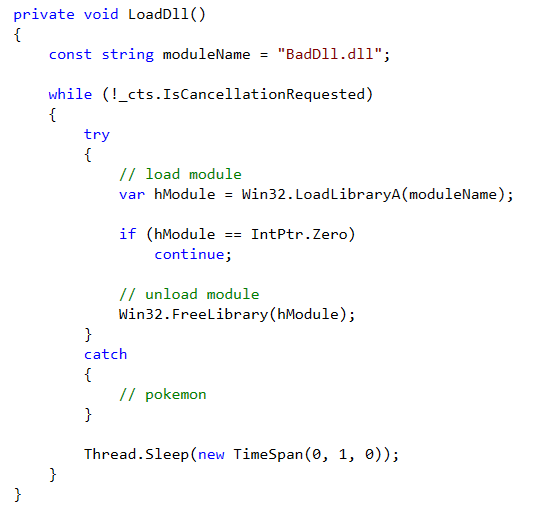 private void LoadDll()
{
    const string moduleName = "BadDll.dll";

    while (!_cts.IsCancellationRequested)
    {
        try
        {
            // load module
            var hModule = Win32.LoadLibraryA(moduleName);

            if (hModule == IntPtr.Zero)
                continue;

            // unload module
            Win32.FreeLibrary(hModule);
        }
        catch
        {
            // pokemon
        }

        Thread.Sleep(new TimeSpan(0, 1, 0));
    }
}